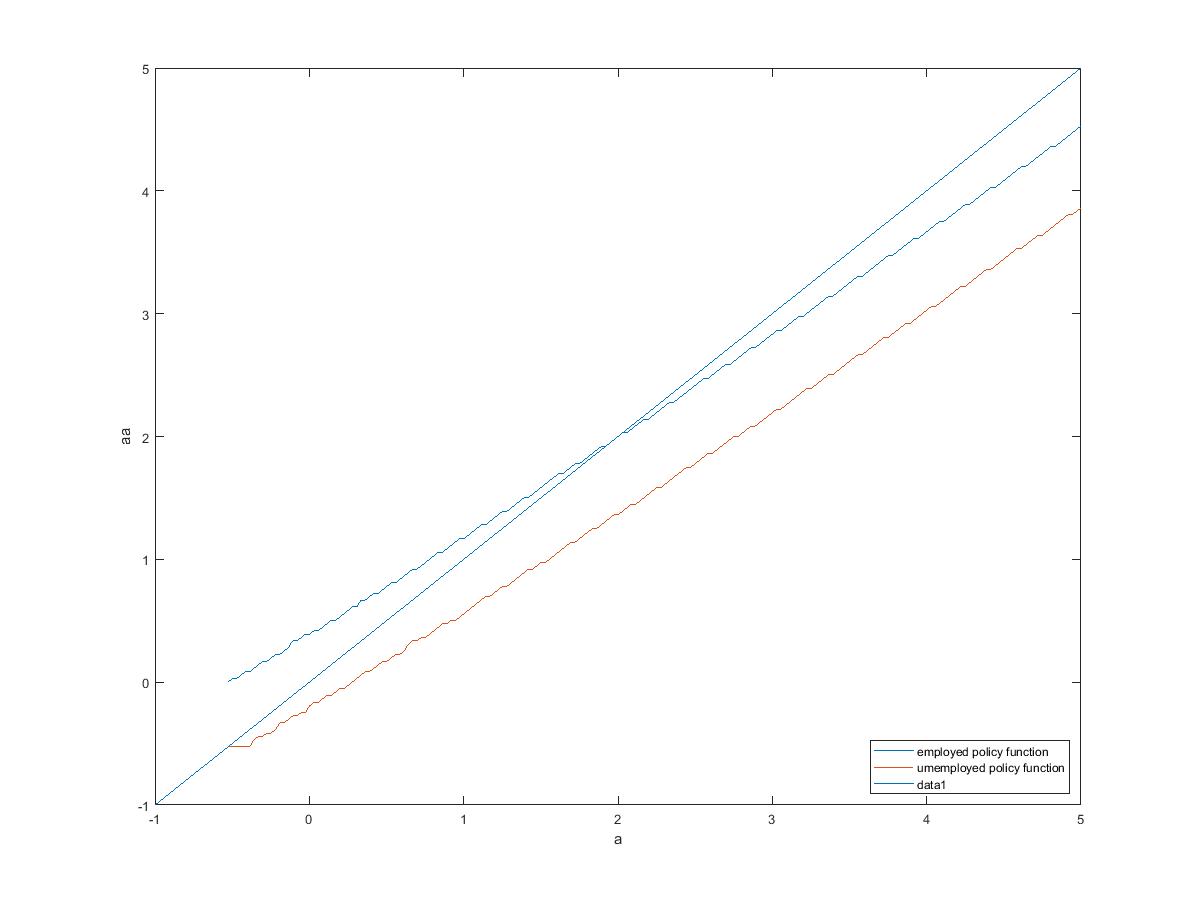 5
4
3
2
1
0
-1
aa
-1 0 1 2 3 4 5
a
employed policy function
umemployed policy function
data1